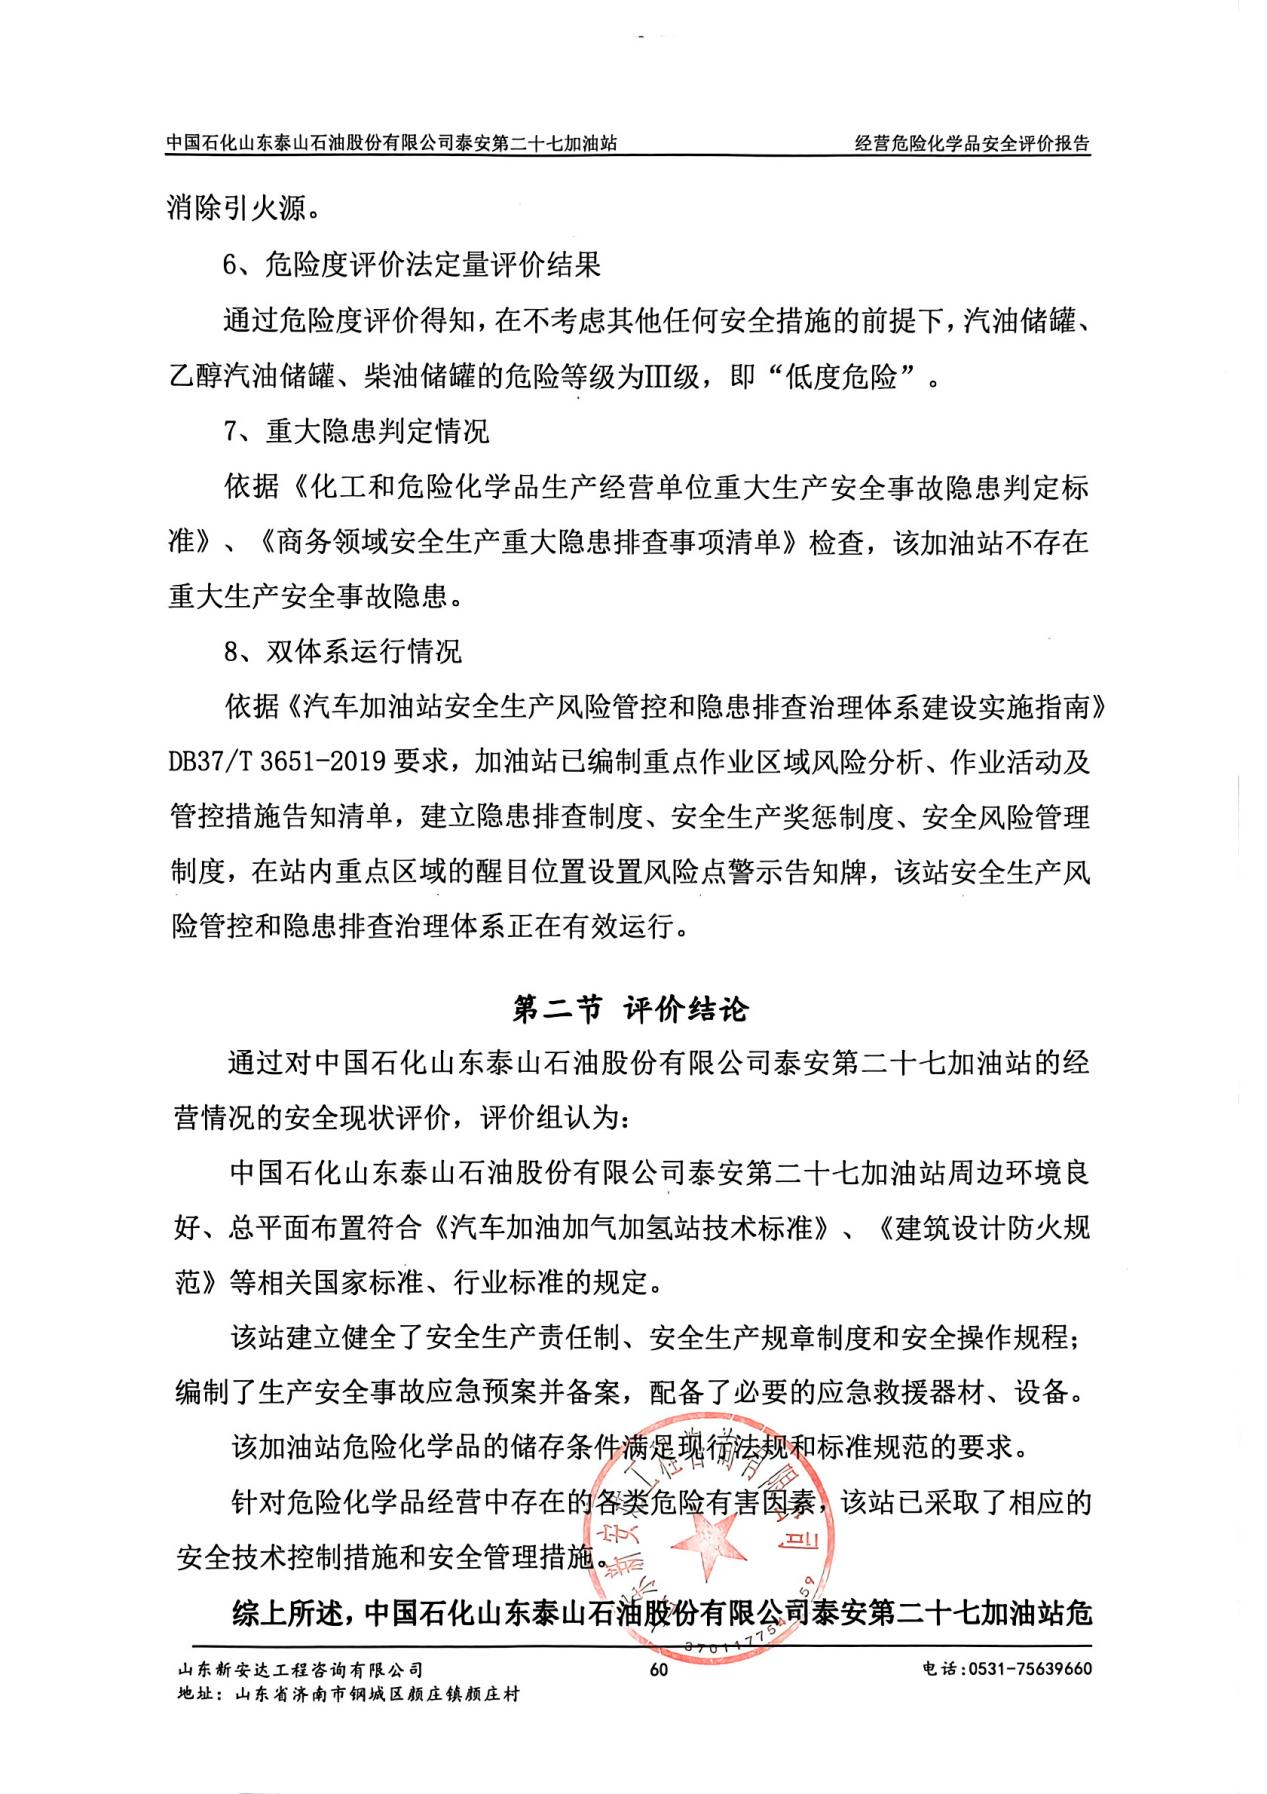 中国石化山东泰山石油股份有限公司泰安第二十七加油站 经营危险化学品安全评价报告
消除引火源。
6、危险度评价法定量评价结果
通过危险度评价得知，在不考虑其他任何安全措施的前提下，汽油储罐、
乙醇汽油储罐、柴油储罐的危险等级为III级，即“低度危险”。
7、重大隐患判定情况
依据《化工和危险化学品生产经营单位重大生产安全事故隐患判定标
准》、《商务领域安全生产重大隐患排查事项清单》检查，该加油站不存在
重大生产安全事故隐患。
8、双体系运行情况
依据《汽车加油站安全生产风险管控和隐患排查治理体系建设实施指南》
DB37/T 3651-2019 要求，加油站已编制重点作业区域风险分析、作业活动及
管控措施告知清单，建立隐患排查制度、安全生产奖惩制度、安全风险管理
制度，在站内重点区域的醒目位置设置风险点警示告知牌，该站安全生产风
险管控和隐患排查治理体系正在有效运行。
第二节 评价结论
通过对中国石化山东泰山石油股份有限公司泰安第二十七加油站的经
营情况的安全现状评价，评价组认为：
中国石化山东泰山石油股份有限公司泰安第二十七加油站周边环境良
好、总平面布置符合《汽车加油加气加氢站技术标准》、《建筑设计防火规
范》等相关国家标准、行业标准的规定。
该站建立健全了安全生产责任制、安全生产规章制度和安全操作规程；
编制了生产安全事故应急预案并备案，配备了必要的应急救援器材、设备。
该加油站危险化学品的储存条件满足现行法规和标准规范的要求。
针对危险化学品经营中存在的各类危险有害因素，该站已采取了相应的
安全技术控制措施和安全管理措施。
综上所述，中国石化山东泰山石油股份有限公司泰安第二十七加油站危
山东新安达工程咨询有限公司 60 电话:0531-75639660
地址：山东省济南市钢城区颜庄镇颜庄村
山东新安达工程咨询有限公司